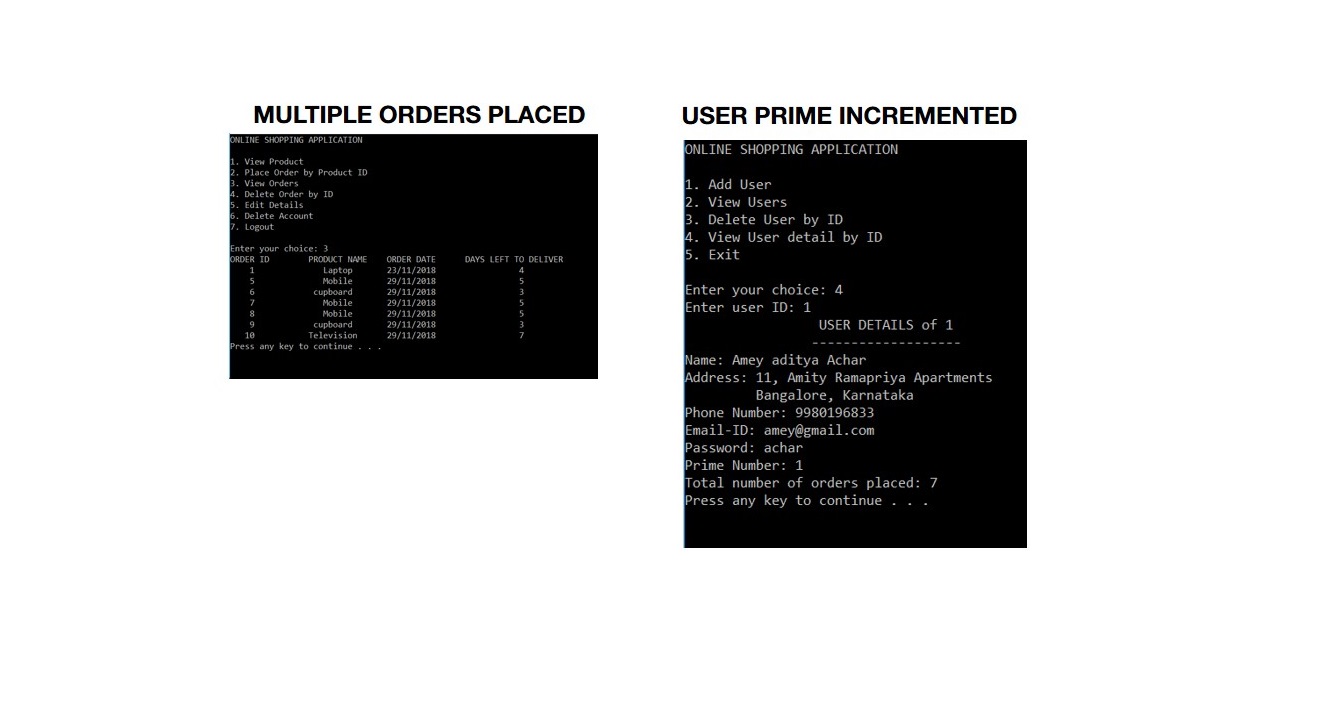 MULTIPLE ORDERS PLACED
ONLINE SHOPPING APPLICATION
1. View Product
2. Place Order by Product ID
3. View Orders
4. Delete Order by ID
5. Edit Details
6. Delete Account
7. Logout
Enter your choice: 3
ORDER ID PRODUCT NAME ORDER DATE DAYS LEFT TO DELIVER
1 Laptop 23/11/2018 4
5 Mobile 29/11/2018 5
6 cupboard 29/11/2018 3
7 Mobile 29/11/2018 5
8 Mobile 29/11/2018 5
9 cupboard 29/11/2018 3
10 Television 29/11/2018 7
Press any key to continue . . .
USER PRIME INCREMENTED
ONLINE SHOPPING APPLICATION
1. Add User
2. View Users
3. Delete User by ID
4. View User detail by ID
5. Exit
Enter your choice: 4
Enter user ID: 1
USER DETAILS of 1
-------------------
Name: Amey aditya Achar
Address: 11, Amity Ramapriya Apartments
Bangalore, Karnataka
Phone Number: 9980196833
Email-ID: amey@gmail.com
Password: achar
Prime Number: 1
Total number of orders placed: 7
Press any key to continue . . .